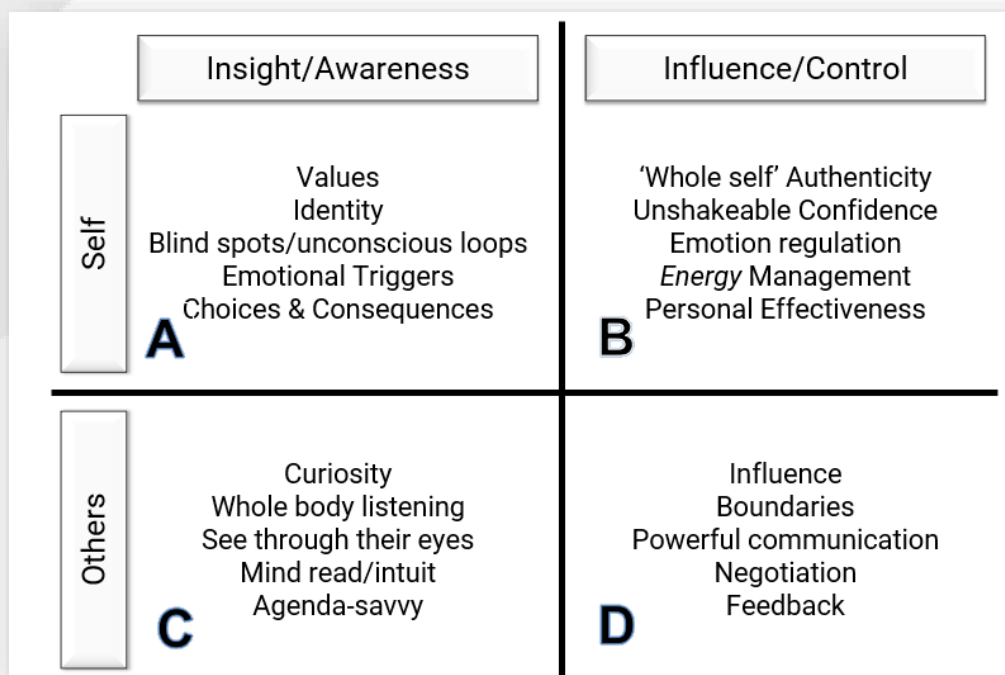 Insight/Awareness
Influence/Control
Self
Values
Identity
Blind spots/unconscious loops
Emotional Triggers
Choices & Consequences
A
‘Whole self’ Authenticity
Unshakeable Confidence
Emotion regulation
Energy Management
Personal Effectiveness
B
Others
Curiosity
Whole body listening
See through their eyes
Mind read/intuit
Agenda-savvy
C
Influence
Boundaries
Powerful communication
Negotiation
Feedback
D